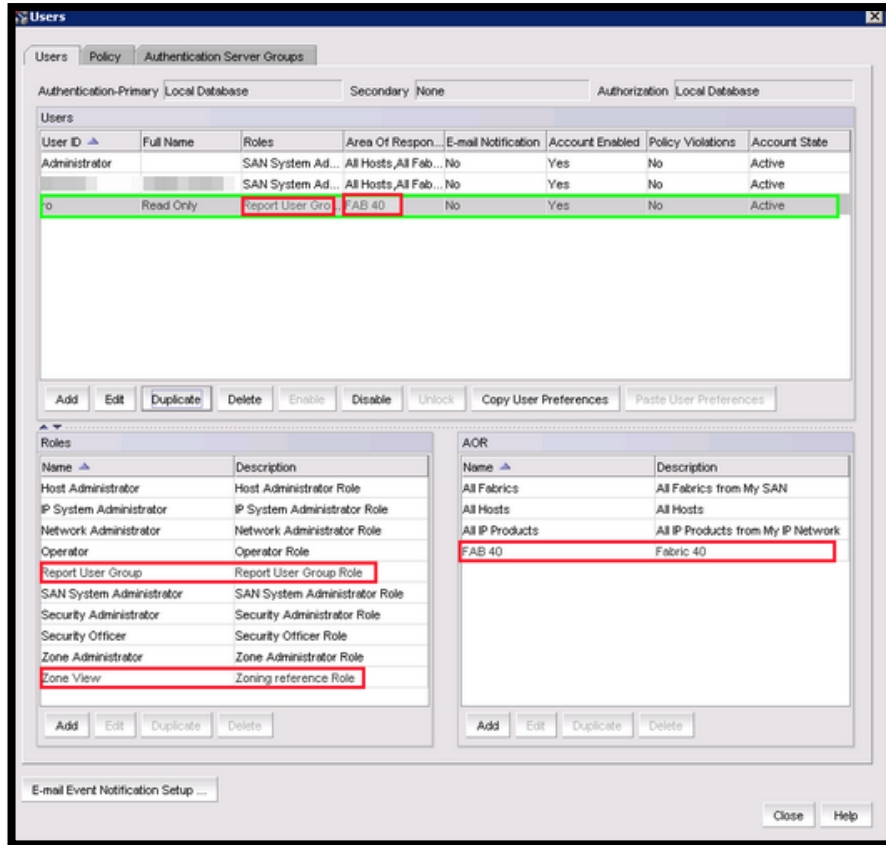 Users
Users Policy Authentication Server Groups
Authentication-Primary Local Database Secondary None Authorization Local Database
Users
User ID Full Name Roles Area Of Respon... E-mail Notification Account Enabled Policy Violations Account State
Administrator SAN System Ad... All Hosts,All Fab... No Yes No Active
SAN System Ad... All Hosts,All Fab... No Yes No Active
ro Read Only Report User Gro... FAB 40 No Yes No Active
Add Edit Duplicate Delete Enable Disable Unlock Copy User Preferences Paste User Preferences
Roles
Name Description
Host Administrator Host Administrator Role
IP System Administrator IP System Administrator Role
Network Administrator Network Administrator Role
Operator Operator Role
Report User Group Report User Group Role
SAN System Administrator SAN System Administrator Role
Security Administrator Security Administrator Role
Security Officer Security Officer Role
Zone Administrator Zone Administrator Role
Zone View Zoning reference Role
Add Edit Duplicate Delete
AOR
Name Description
All Fabrics All Fabrics from My SAN
All Hosts All Hosts
All IP Products All IP Products from My IP Network
FAB 40 Fabric 40
Add Edit Duplicate Delete
E-mail Event Notification Setup ...
Close Help